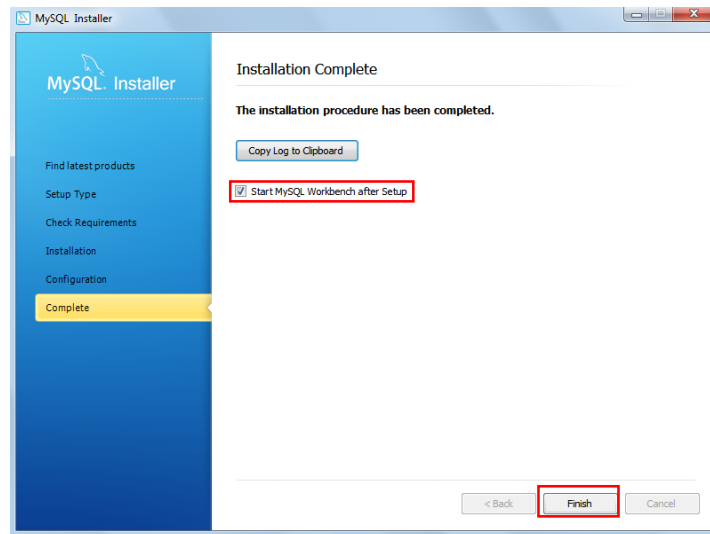 MySQL Installer
MySQL. Installer
Find latest products
Setup Type
Check Requirements
Installation
Configuration
Complete
Installation Complete
The installation procedure has been completed.
Copy Log to Clipboard
Start MySQL Workbench after Setup
< Back
Finish
Cancel